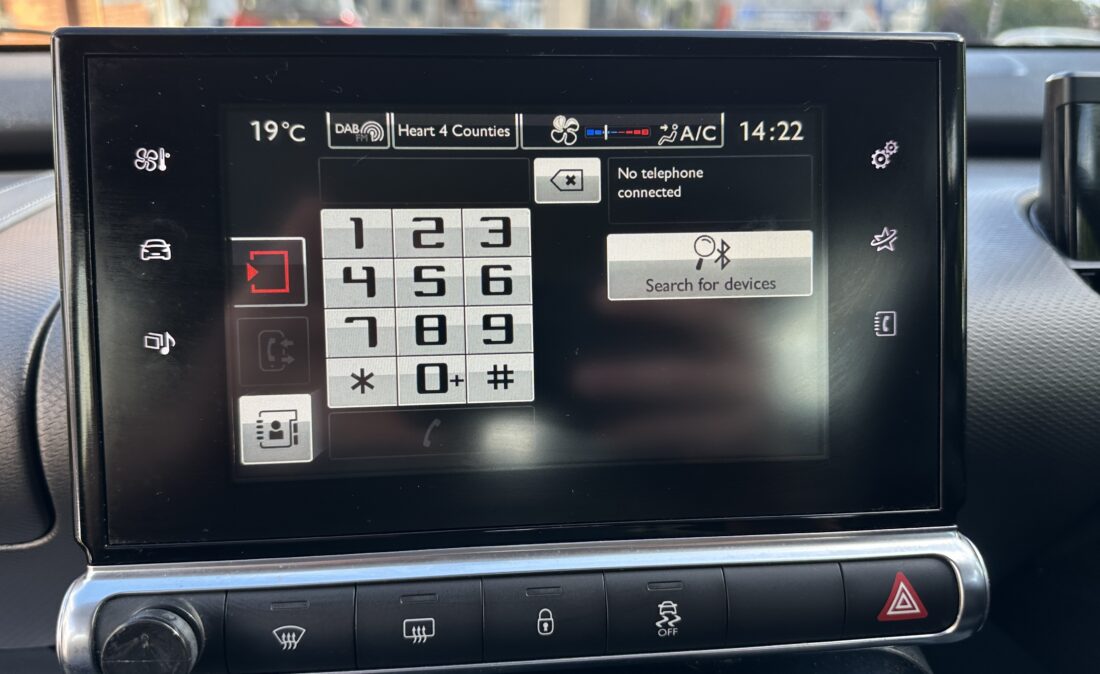 19°C
DAB
FM
Heart 4 Counties
A/C
14:22
No telephone
connected
1 2 3
4 5 6
7 8 9
* 0+ #
Search for devices
OFF